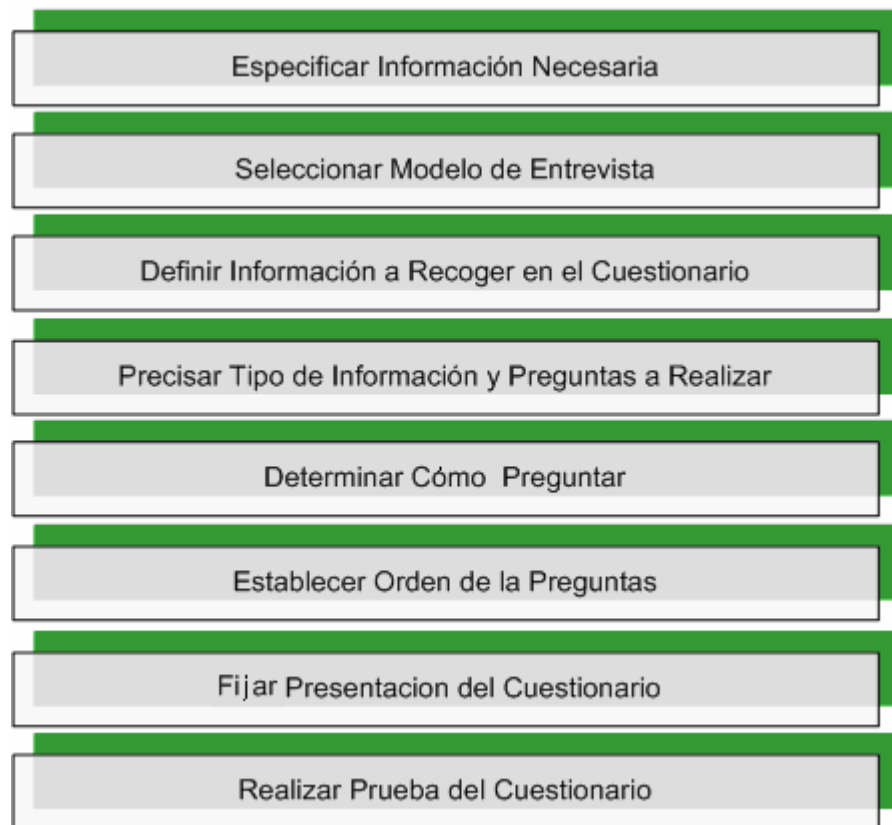 Especificar Información Necesaria
Seleccionar Modelo de Entrevista
Definir Información a Recoger en el Cuestionario
Precisar Tipo de Información y Preguntas a Realizar
Determinar Cómo Preguntar
Establecer Orden de la Preguntas
Fijar Presentacion del Cuestionario
Realizar Prueba del Cuestionario